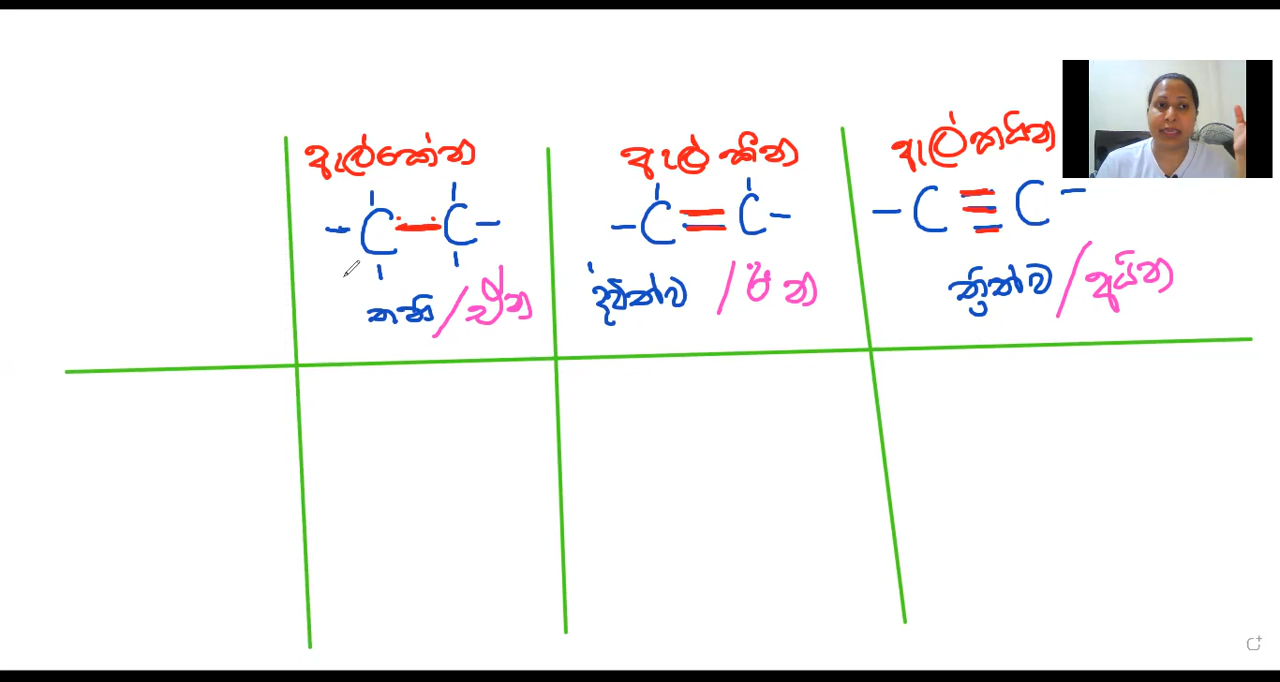 ඇල්කේන
C - C
තනි / ඒන
ඇල්කීන
C = C
ද්විත්ව / ඊන
ඇල්කයින
C ≡ C
ත්‍රිත්ව / අයින